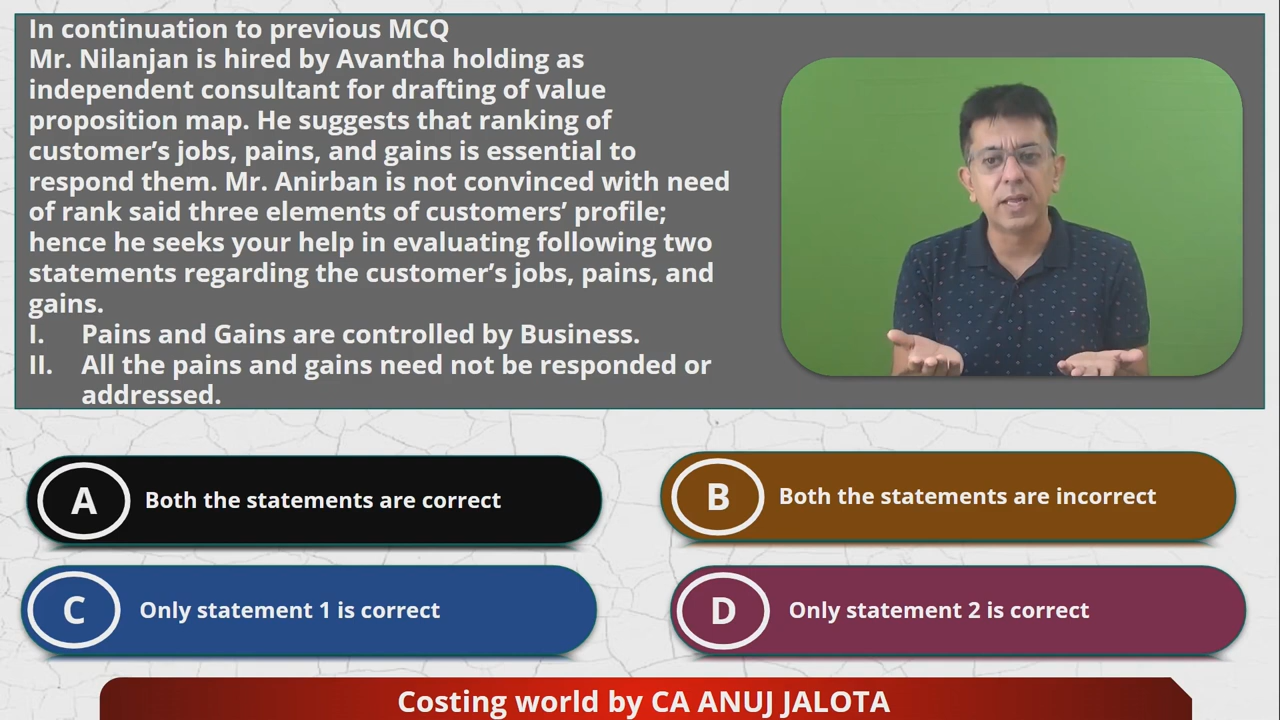 In continuation to previous MCQ
Mr. Nilanjan is hired by Avantha holding as
independent consultant for drafting of value
proposition map. He suggests that ranking of
customer’s jobs, pains, and gains is essential to
respond them. Mr. Anirban is not convinced with need
of rank said three elements of customers’ profile;
hence he seeks your help in evaluating following two
statements regarding the customer’s jobs, pains, and
gains.
I. Pains and Gains are controlled by Business.
II. All the pains and gains need not be responded or
addressed.
A Both the statements are correct
B Both the statements are incorrect
C Only statement 1 is correct
D Only statement 2 is correct
Costing world by CA ANUJ JALOTA